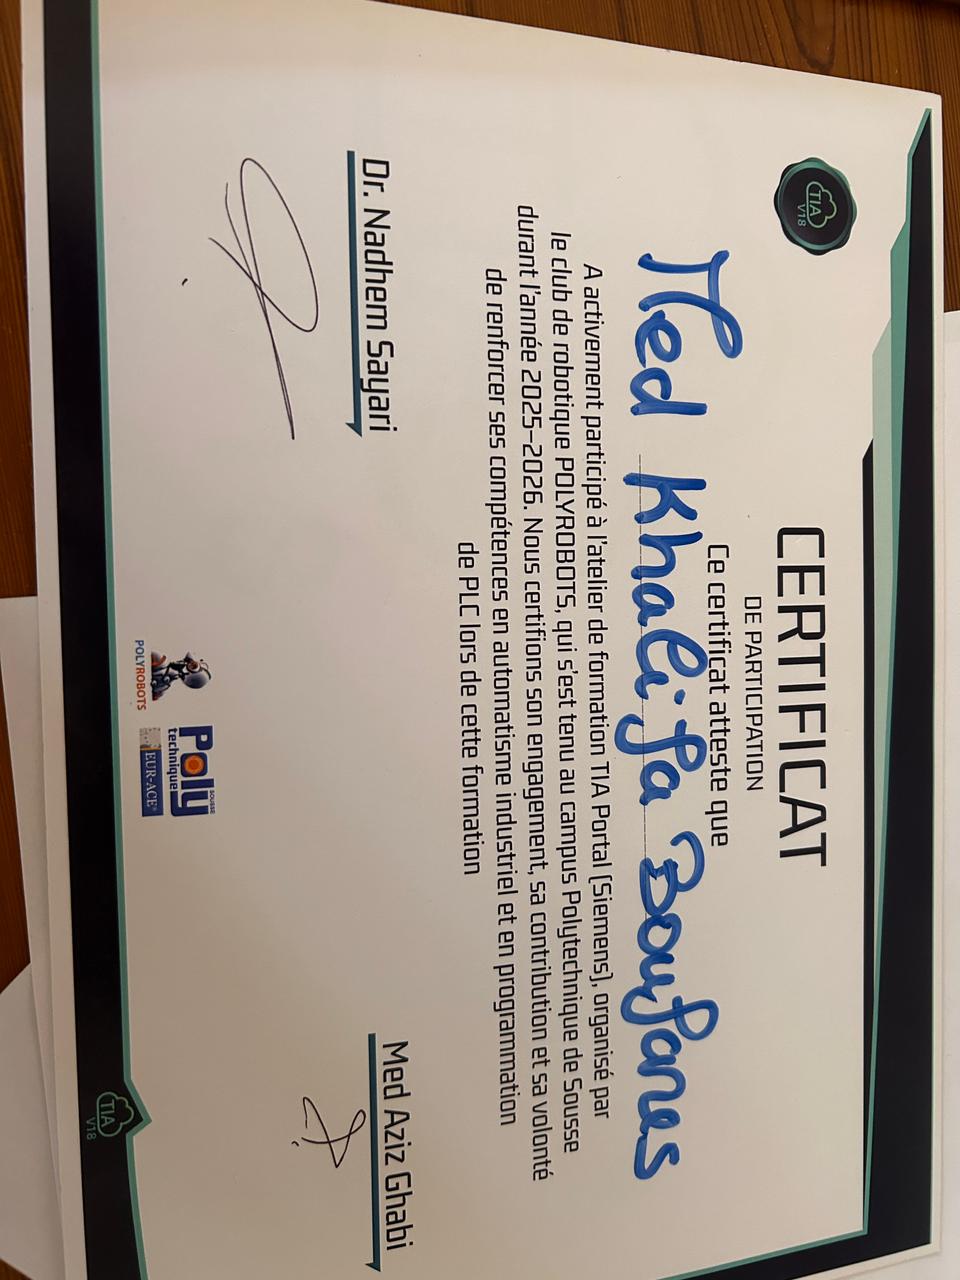 TIA
V18
CERTIFICAT
DE PARTICIPATION
Ce certificat atteste que
Med Khalifa Boufares
A activement participé à l'atelier de formation TIA Portal (Siemens), organisé par
le club de robotique POLYROBOTS, qui s'est tenu au campus Polytechnique de Sousse
durant l'année 2025–2026. Nous certifions son engagement, sa contribution et sa volonté
de renforcer ses compétences en automatisme industriel et en programmation
de PLC lors de cette formation
Dr. Nadhem Sayari
Med Aziz Ghabi
POLYROBOTS
Poly SOUSSE
technique
EUR-ACE®
TIA
V18